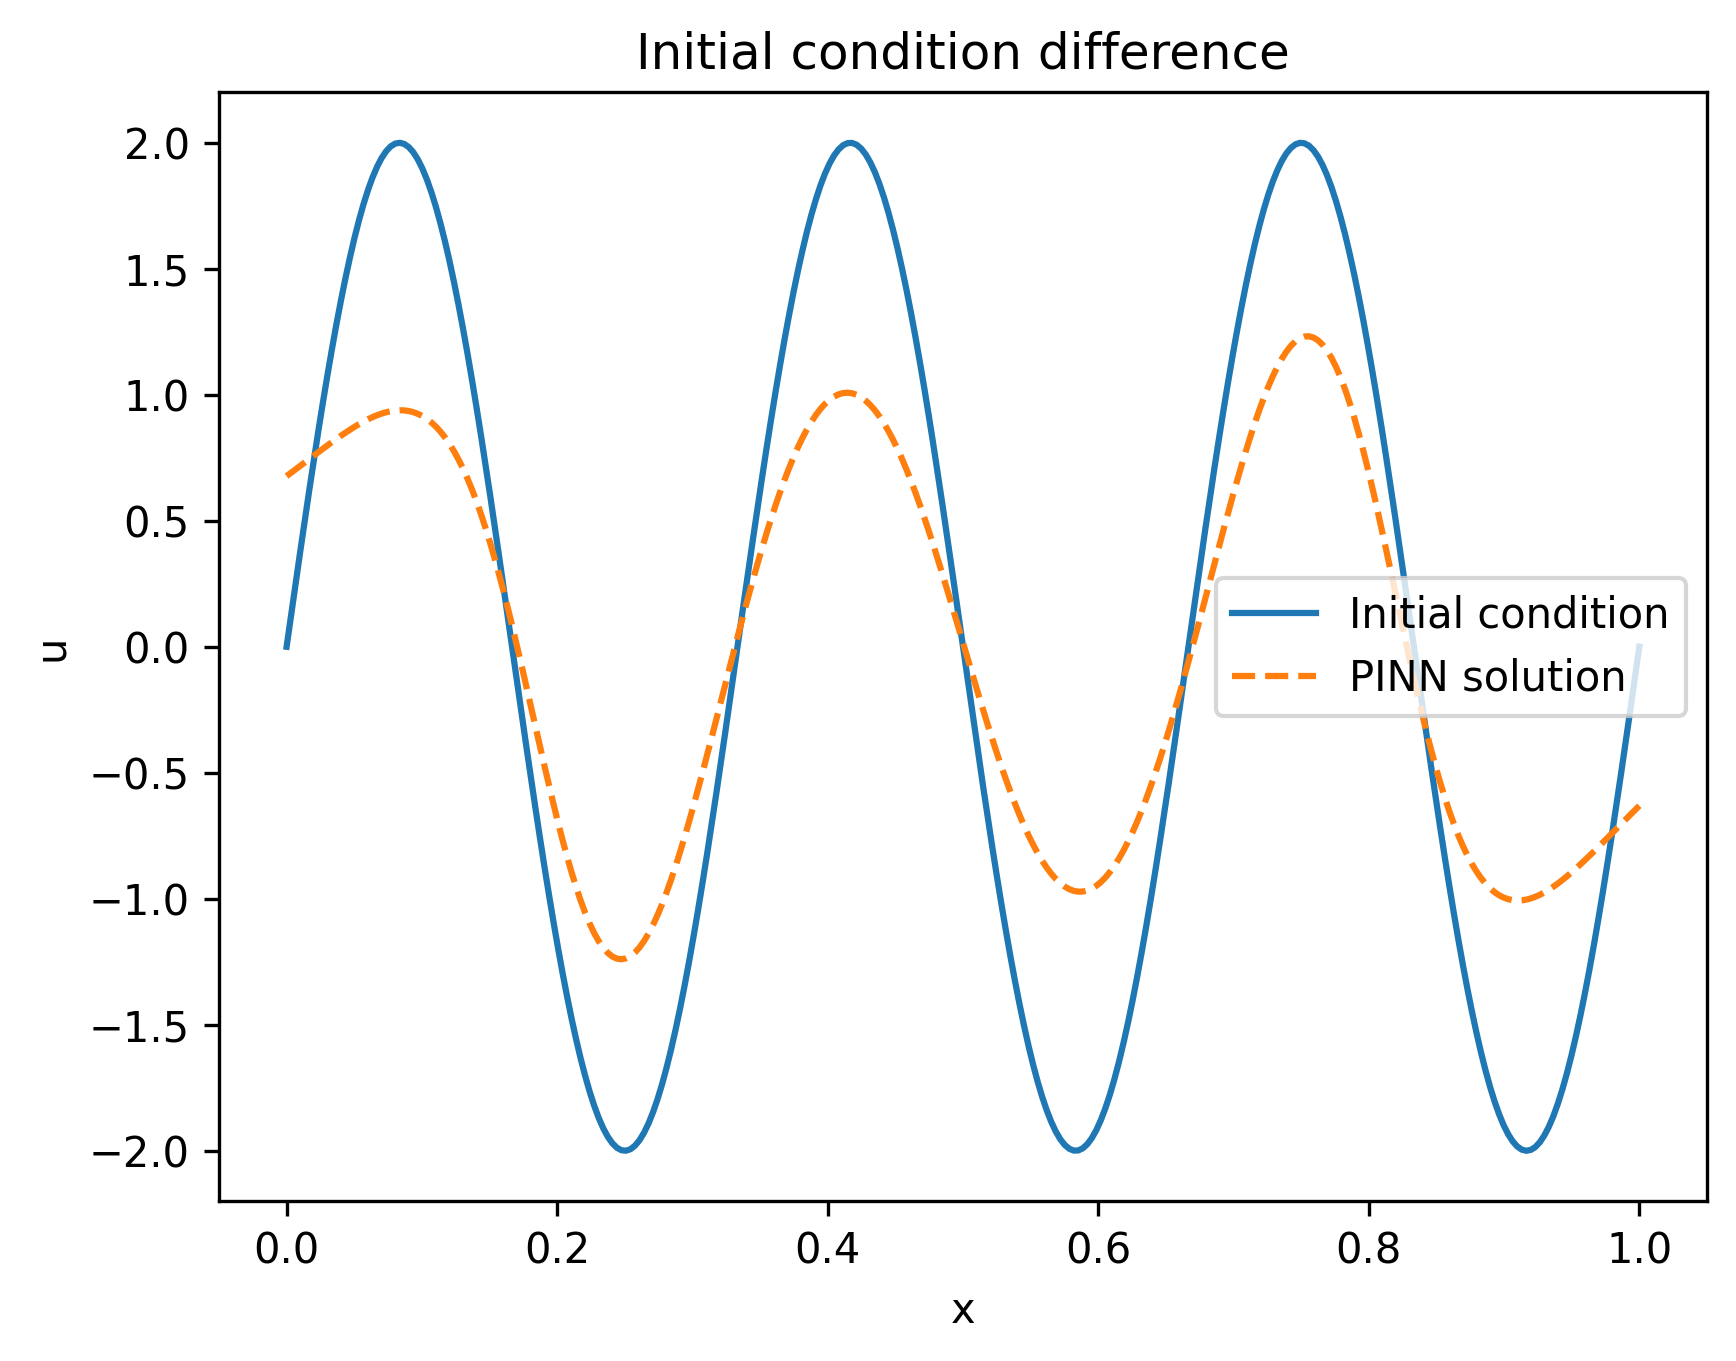 Initial condition difference
2.0
1.5
1.0
0.5
0.0
−0.5
−1.0
−1.5
−2.0
u
Initial condition
PINN solution
0.0 0.2 0.4 0.6 0.8 1.0
x